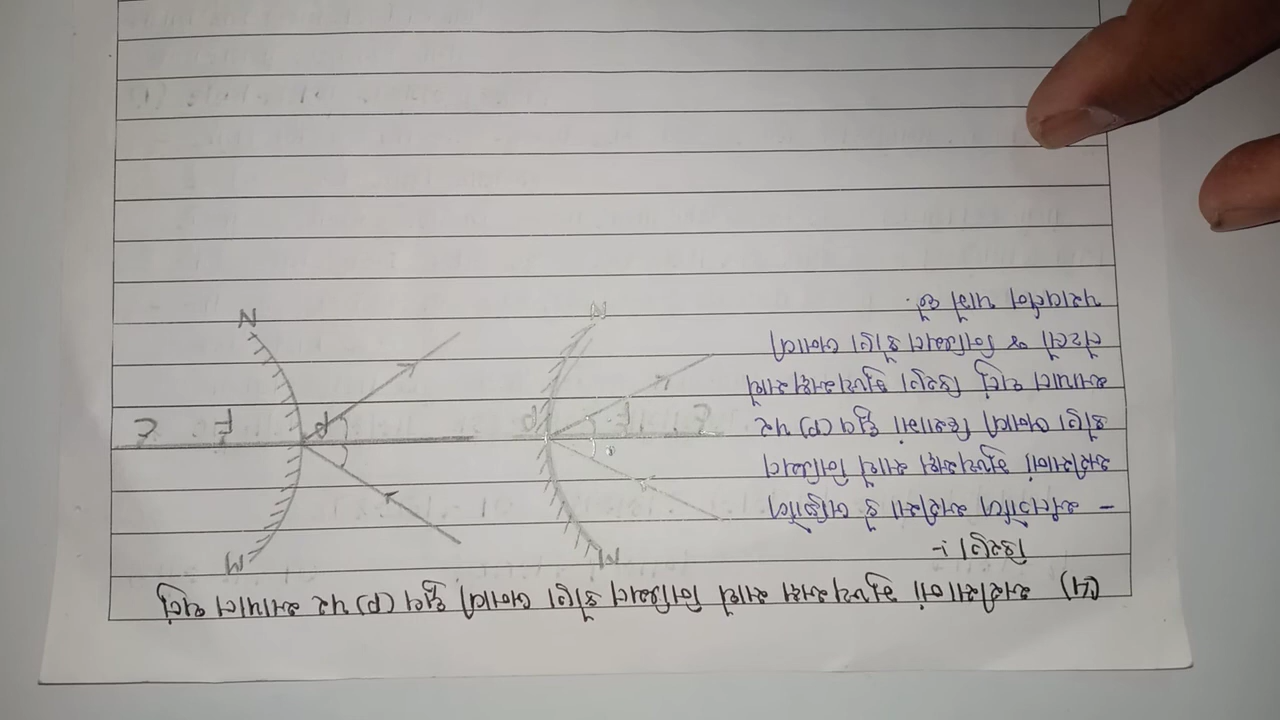 (4) અરીસાનાં મુખ્યઅક્ષ સાથે નિશ્ચિત કોણ બનાવી ધ્રુવ (P) પર આપાત થતું
કિરણ :-
- અંતર્ગોળ અરીસા કે બહિર્ગોળ
અરીસાનાં મુખ્યઅક્ષ સાથે નિશ્ચિત
કોણ બનાવી કિરણો ધ્રુવ (P) પર
આપાત થતું કિરણ મુખ્યઅક્ષ સાથે
તેટલો જ નિશ્ચિત કોણ બનાવી
પરાવર્તન પામે છે.
M
M
C
P
P
F
C
N
N